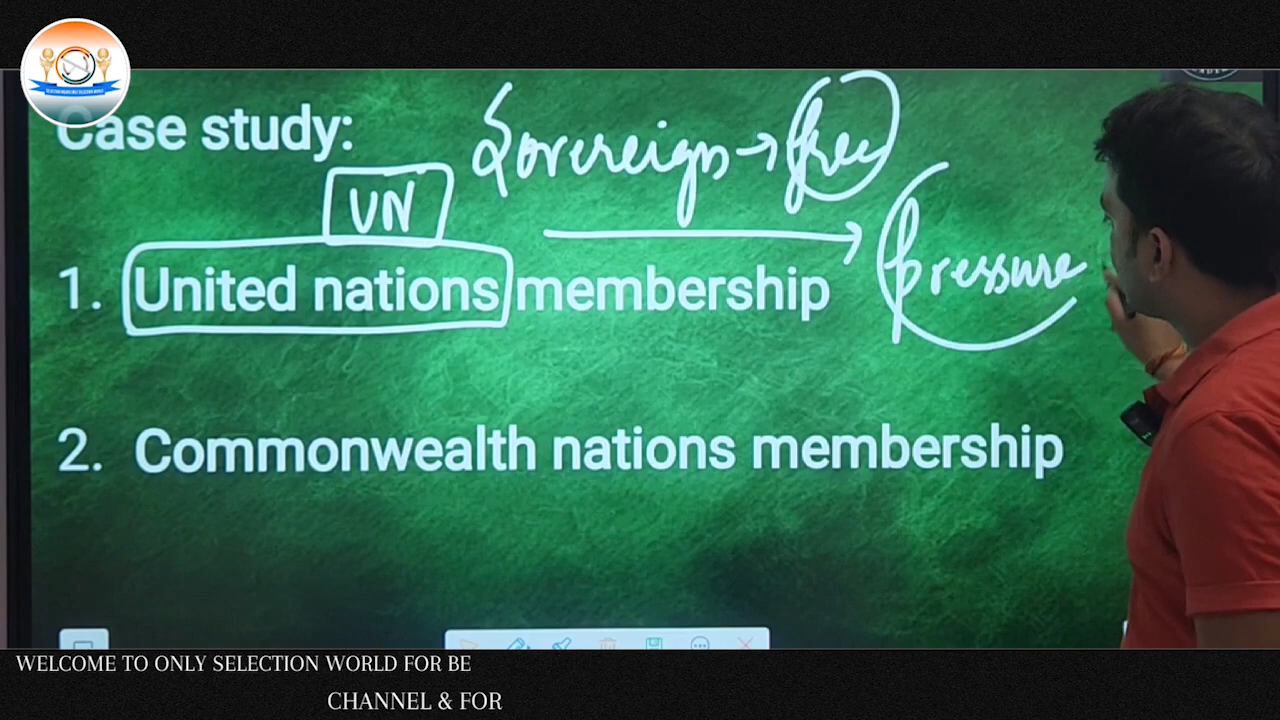 Case study:
Sovereign → free
UN
pressure
1. United nations membership
2. Commonwealth nations membership
WELCOME TO ONLY SELECTION WORLD FOR BE
CHANNEL & FOR